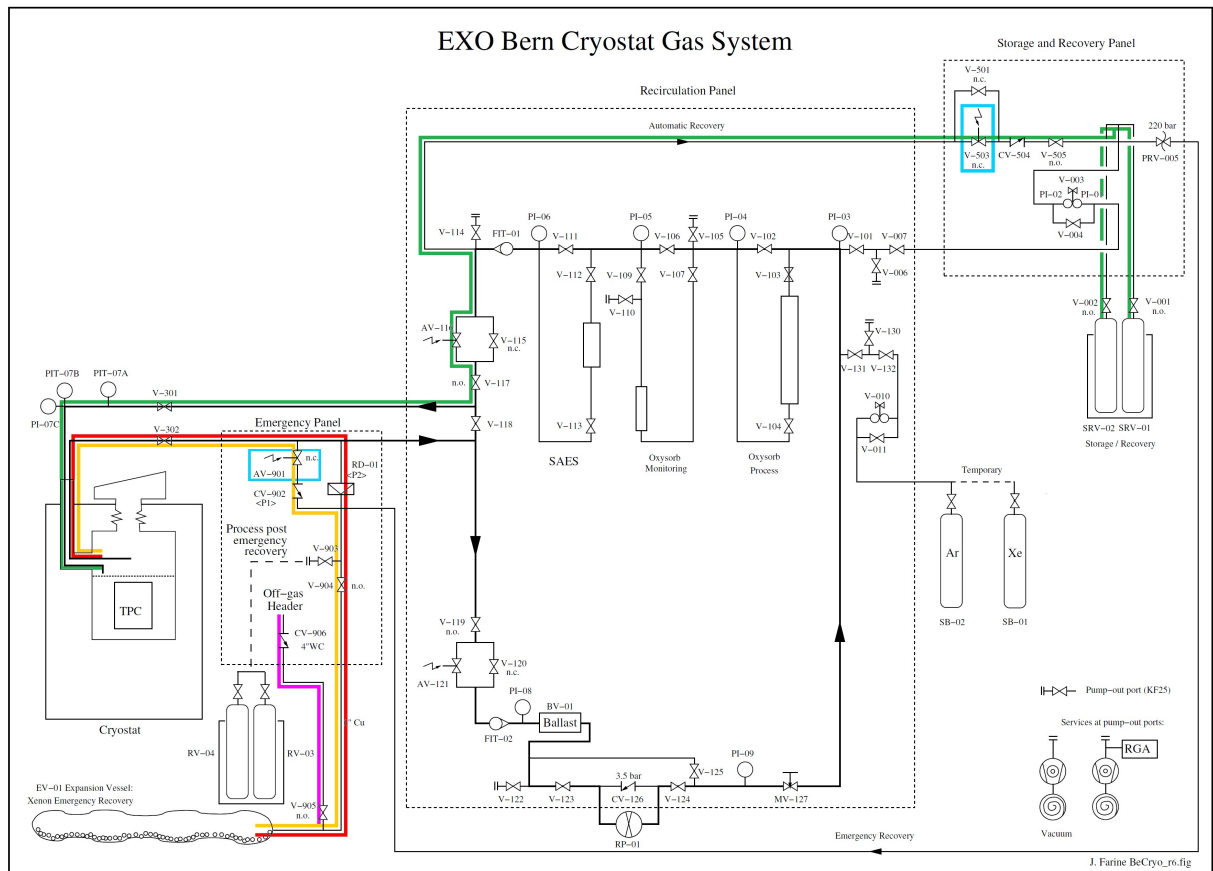 EXO Bern Cryostat Gas System
Storage and Recovery Panel
V-501
n.c.
Recirculation Panel
Automatic Recovery
220 bar
V-503
n.c.
CV-504
V-505
n.o.
PRV-005
V-003
PI-02
V-004
PI-06
PI-05
PI-04
PI-03
V-114
FIT-01
V-111
V-106
V-105
V-102
V-101
V-007
V-112
V-109
V-107
V-103
V-006
V-110
V-002
n.o.
V-001
n.o.
V-115
n.c.
V-130
V-131
V-132
PIT-07B
PIT-07A
n.o.
V-117
V-301
PI-07C
V-010
V-118
Emergency Panel
V-302
V-113
V-104
V-011
SRV-02
SRV-01
Storage / Recovery
n.c.
AV-901
RD-01
<P2>
SAES
Oxysorb
Monitoring
Oxysorb
Process
Temporary
CV-902
<P1>
Process post
emergency
recovery
V-903
V-904
n.o.
Ar
Xe
Off-gas
Header
TPC
CV-906
4"WC
V-119
n.o.
SB-02
SB-01
V-120
n.c.
AV-121
PI-08
BV-01
Ballast
Pump-out port (KF25)
Cryostat
" Cu
FIT-02
Services at pump-out ports:
RV-04
RV-03
PI-09
RGA
V-125
3.5 bar
EV-01 Expansion Vessel:
Xenon Emergency Recovery
V-905
n.o.
V-122
V-123
CV-126
V-124
MV-127
RP-01
Vacuum
Emergency Recovery
J. Farine BeCryo_r6.fig